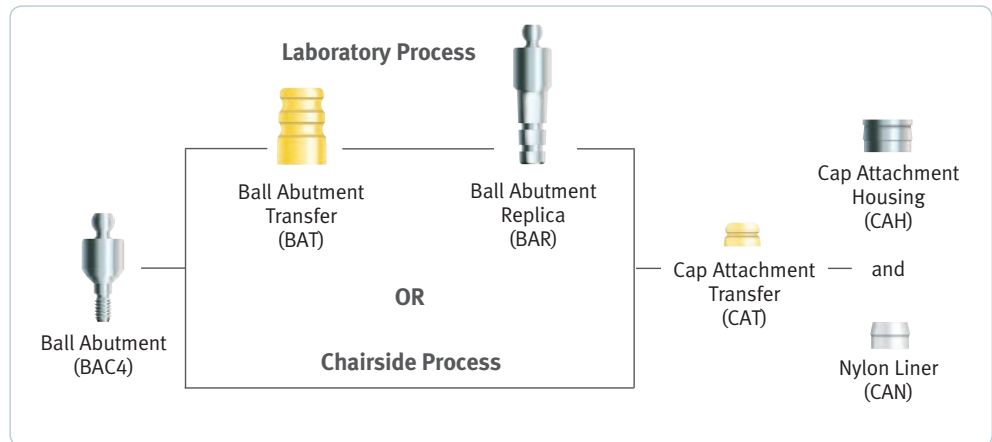 Laboratory Process
Ball Abutment
Transfer
(BAT)
Ball Abutment
Replica
(BAR)
Ball Abutment
(BAC4)
OR
Chairside Process
Cap Attachment
Transfer
(CAT)
Cap Attachment
Housing
(CAH)
and
Nylon Liner
(CAN)